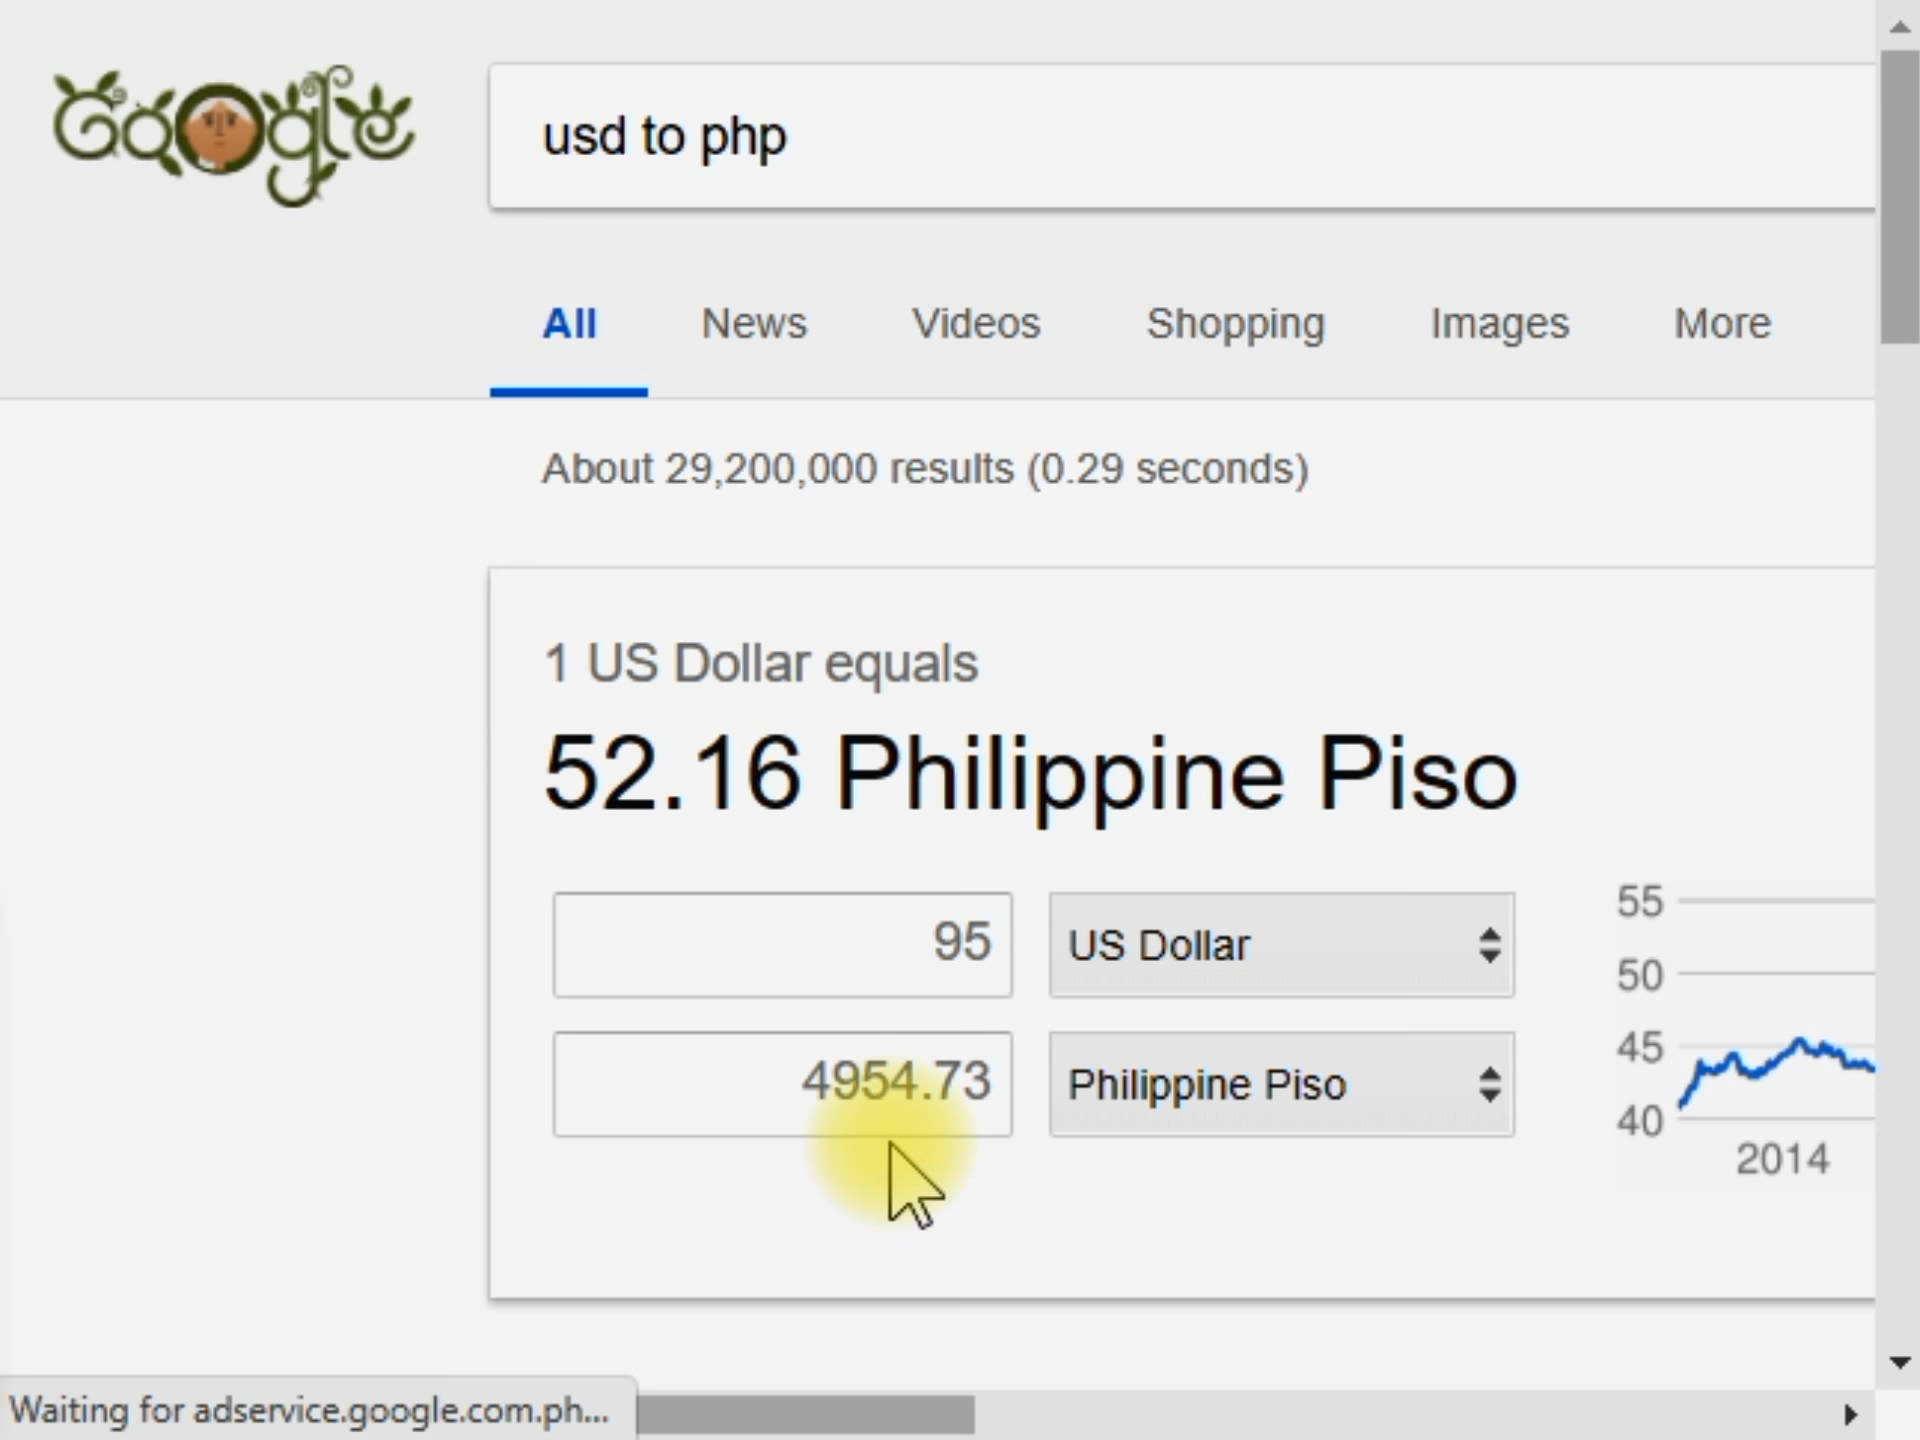 Google
usd to php
All News Videos Shopping Images More
About 29,200,000 results (0.29 seconds)
1 US Dollar equals
52.16 Philippine Piso
95 US Dollar
4954.73 Philippine Piso
55
50
45
40
2014
Waiting for adservice.google.com.ph...